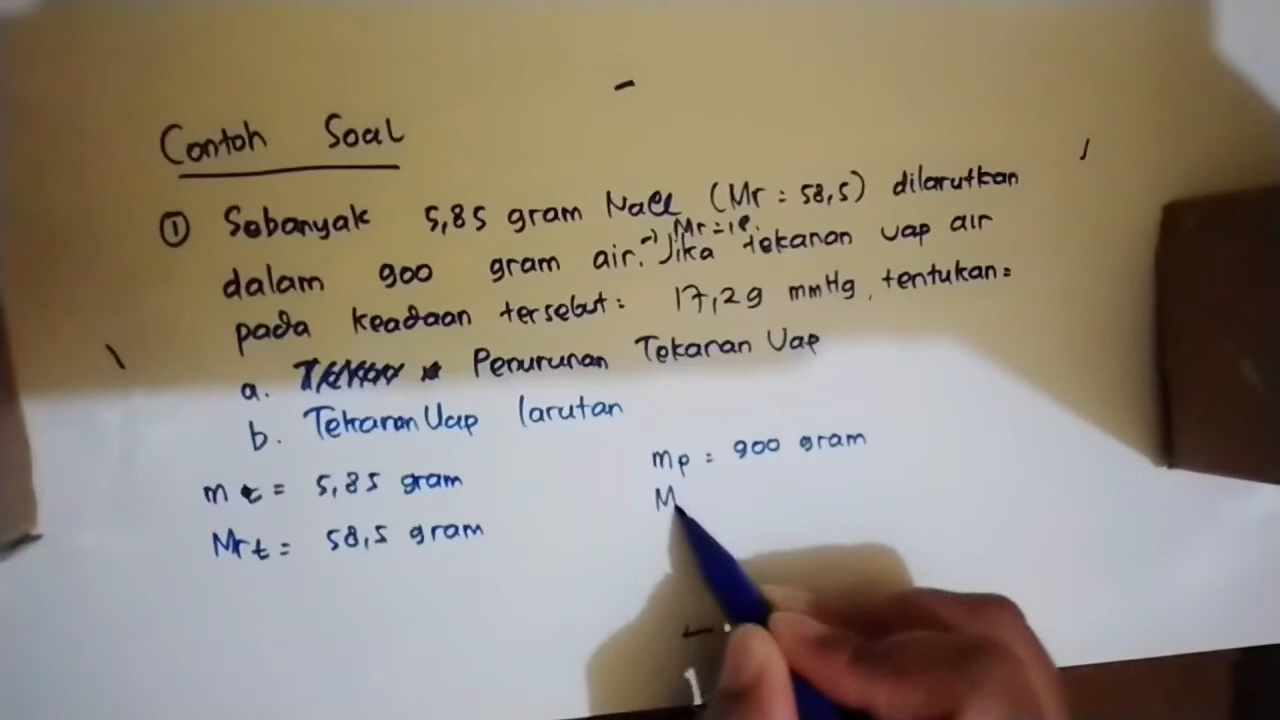 Contoh Soal
① Sebanyak 5,85 gram NaCl (Mr = 58,5) dilarutkan
dalam 900 gram air. → Mr = 18. Jika tekanan uap air
pada keadaan tersebut = 17,29 mmHg, tentukan =
a. Penurunan Tekanan Uap
b. Tekanan Uap larutan
mt = 5,85 gram
Mrt = 58,5 gram
mp = 900 gram
M